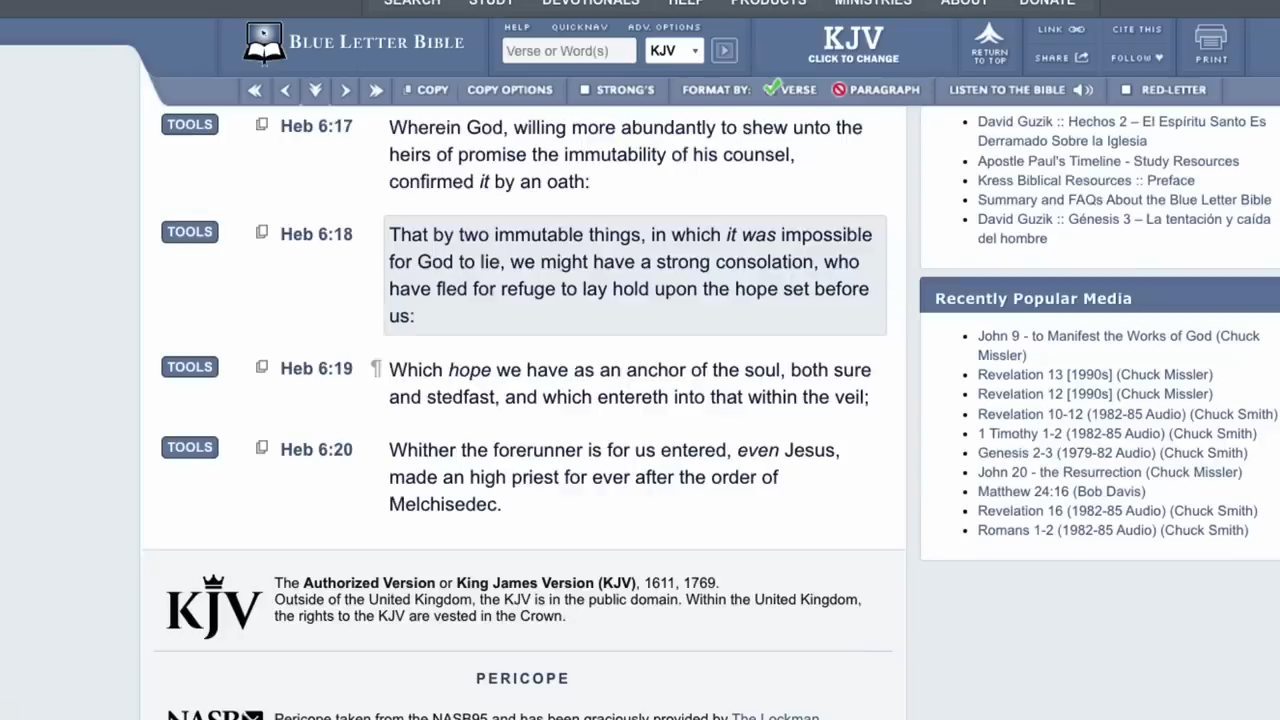 SEARCH STUDY DEVOTIONALS HELP PRODUCTS MINISTRIES ABOUT DONATE
BLUE LETTER BIBLE
HELP QUICKNAV ADV. OPTIONS
Verse or Word(s) KJV
KJV
CLICK TO CHANGE
RETURN
TO TOP
LINK CITE THIS
SHARE FOLLOW
PRINT
COPY COPY OPTIONS STRONG'S FORMAT BY: VERSE PARAGRAPH LISTEN TO THE BIBLE RED-LETTER
TOOLS Heb 6:17 Wherein God, willing more abundantly to shew unto the
heirs of promise the immutability of his counsel,
confirmed it by an oath:
TOOLS Heb 6:18 That by two immutable things, in which it was impossible
for God to lie, we might have a strong consolation, who
have fled for refuge to lay hold upon the hope set before
us:
TOOLS Heb 6:19 ¶ Which hope we have as an anchor of the soul, both sure
and stedfast, and which entereth into that within the veil;
TOOLS Heb 6:20 Whither the forerunner is for us entered, even Jesus,
made an high priest for ever after the order of
Melchisedec.
KJV
The Authorized Version or King James Version (KJV), 1611, 1769.
Outside of the United Kingdom, the KJV is in the public domain. Within the United Kingdom,
the rights to the KJV are vested in the Crown.
PERICOPE
NASB
Pericope taken from the NASB95 and has been graciously provided by The Lockman
• David Guzik :: Hechos 2 – El Espíritu Santo Es
Derramado Sobre la Iglesia
• Apostle Paul's Timeline - Study Resources
• Kress Biblical Resources :: Preface
• Summary and FAQs About the Blue Letter Bible
• David Guzik :: Génesis 3 – La tentación y caída
del hombre
Recently Popular Media
• John 9 - to Manifest the Works of God (Chuck
Missler)
• Revelation 13 [1990s] (Chuck Missler)
• Revelation 12 [1990s] (Chuck Missler)
• Revelation 10-12 (1982-85 Audio) (Chuck Smith)
• 1 Timothy 1-2 (1982-85 Audio) (Chuck Smith)
• Genesis 2-3 (1979-82 Audio) (Chuck Smith)
• John 20 - the Resurrection (Chuck Missler)
• Matthew 24:16 (Bob Davis)
• Revelation 16 (1982-85 Audio) (Chuck Smith)
• Romans 1-2 (1982-85 Audio) (Chuck Smith)